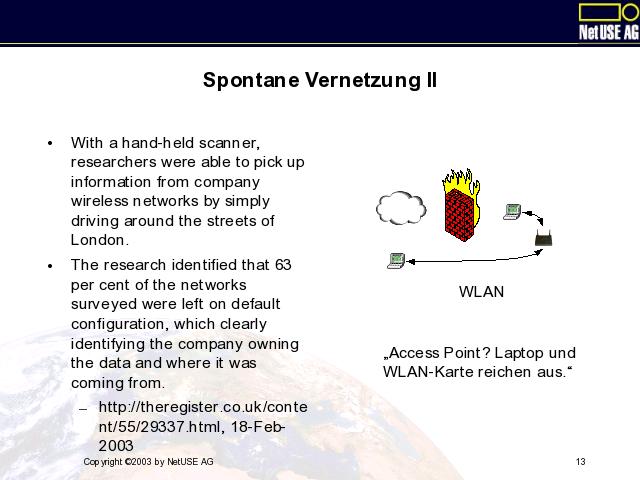 NetUSE AG
Spontane Vernetzung II
• With a hand-held scanner,
researchers were able to pick up
information from company
wireless networks by simply
driving around the streets of
London.
• The research identified that 63
per cent of the networks
surveyed were left on default
configuration, which clearly
identifying the company owning
the data and where it was
coming from.
– http://theregister.co.uk/conte
nt/55/29337.html, 18-Feb-
2003
WLAN
„Access Point? Laptop und
WLAN-Karte reichen aus.“
Copyright ©2003 by NetUSE AG
13